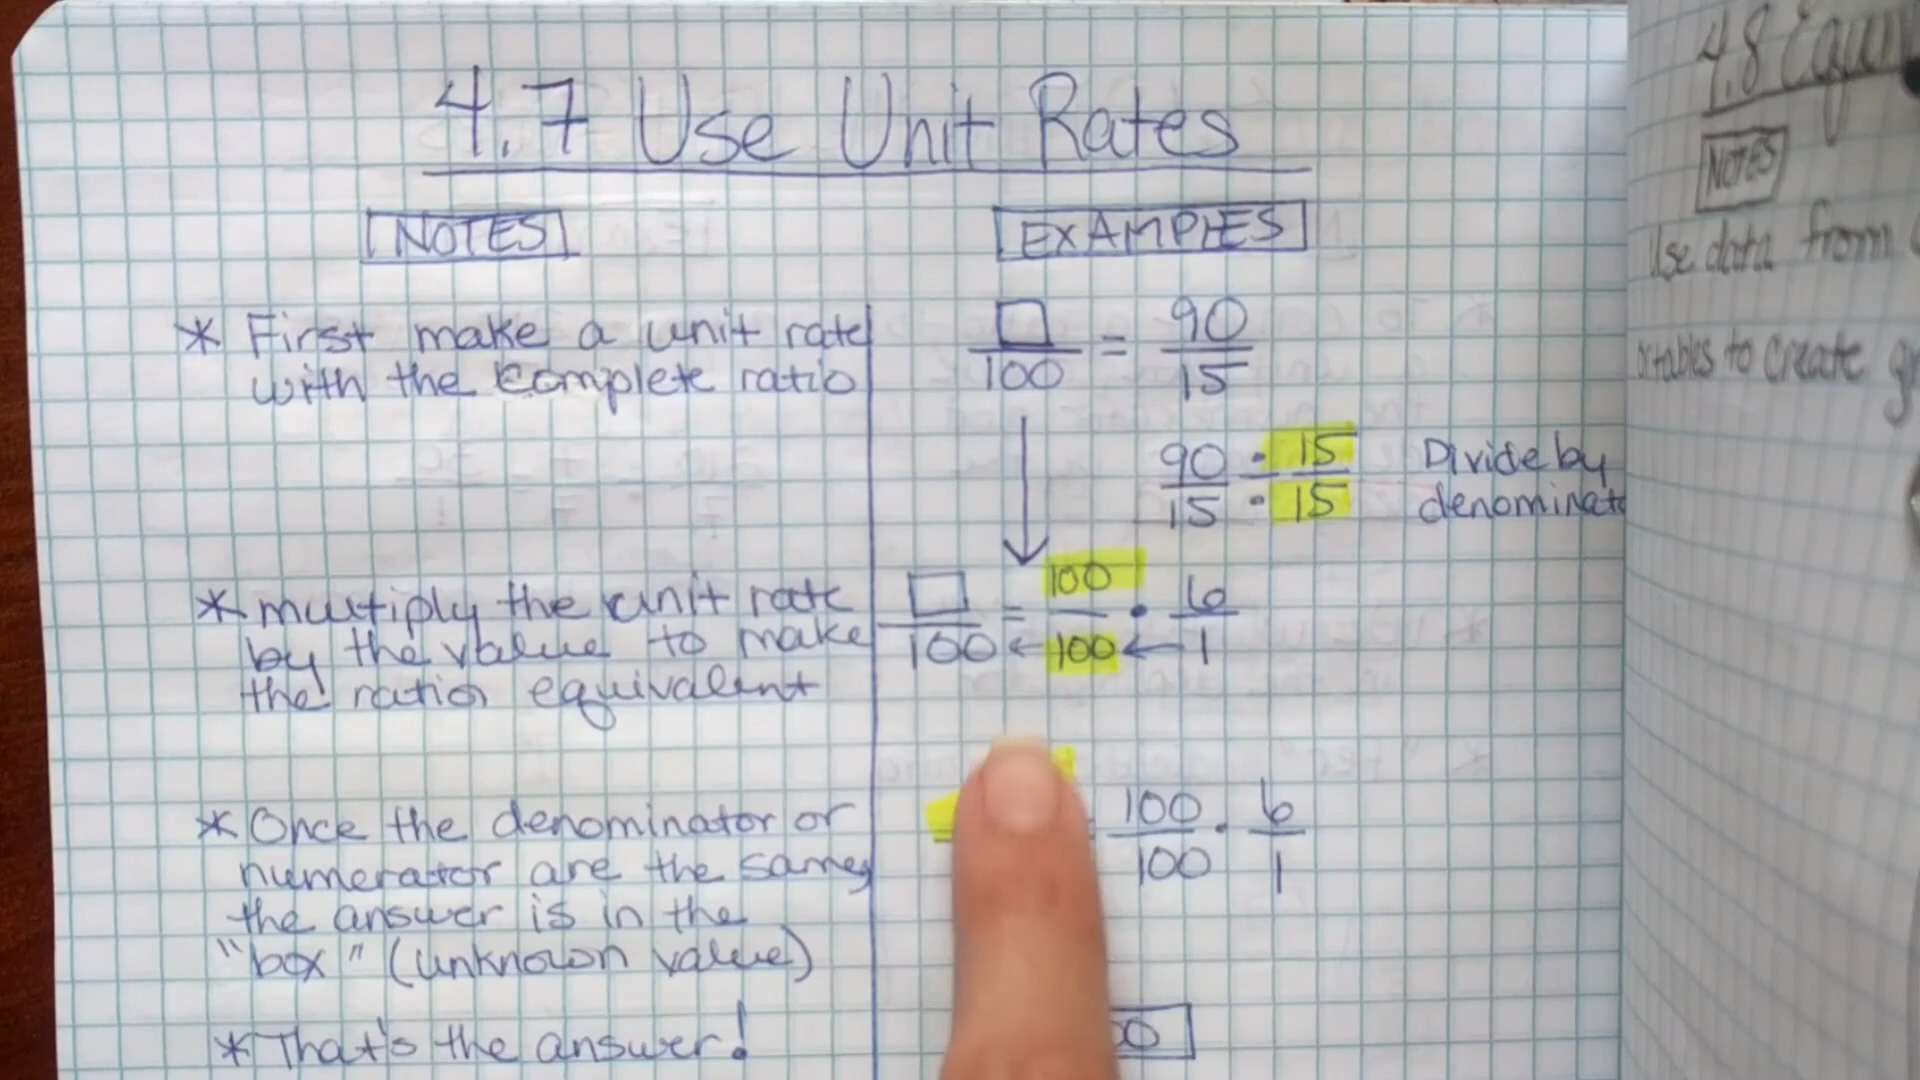 4.7 Use Unit Rates
NOTES
EXAMPLES
* First make a unit rate
with the complete ratio
□/100 = 90/15
90/15 ÷ 15/15
Divide by
* multiply the unit rate
by the value to make
the ratios equivalent
□/100 = 100/100 · 6/1
* Once the denominator or
numerator are the same,
the answer is in the
"box" (unknown value)
= 100/100 · 6/1
* That's the answer!
4.8
NOTES
Use data from
to create